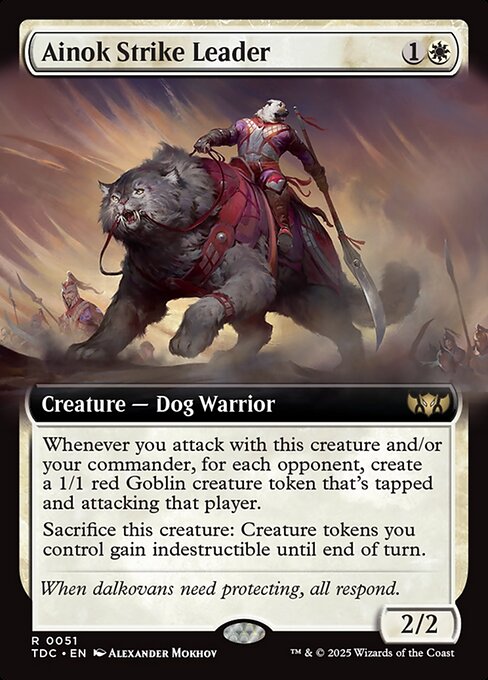 Ainok Strike Leader 1
Creature — Dog Warrior
Whenever you attack with this creature and/or
your commander, for each opponent, create
a 1/1 red Goblin creature token that's tapped
and attacking that player.
Sacrifice this creature: Creature tokens you
control gain indestructible until end of turn.
When dalkovans need protecting, all respond.
2/2
R 0051
TDC • EN Alexander Mokhov
™ & © 2025 Wizards of the Coast